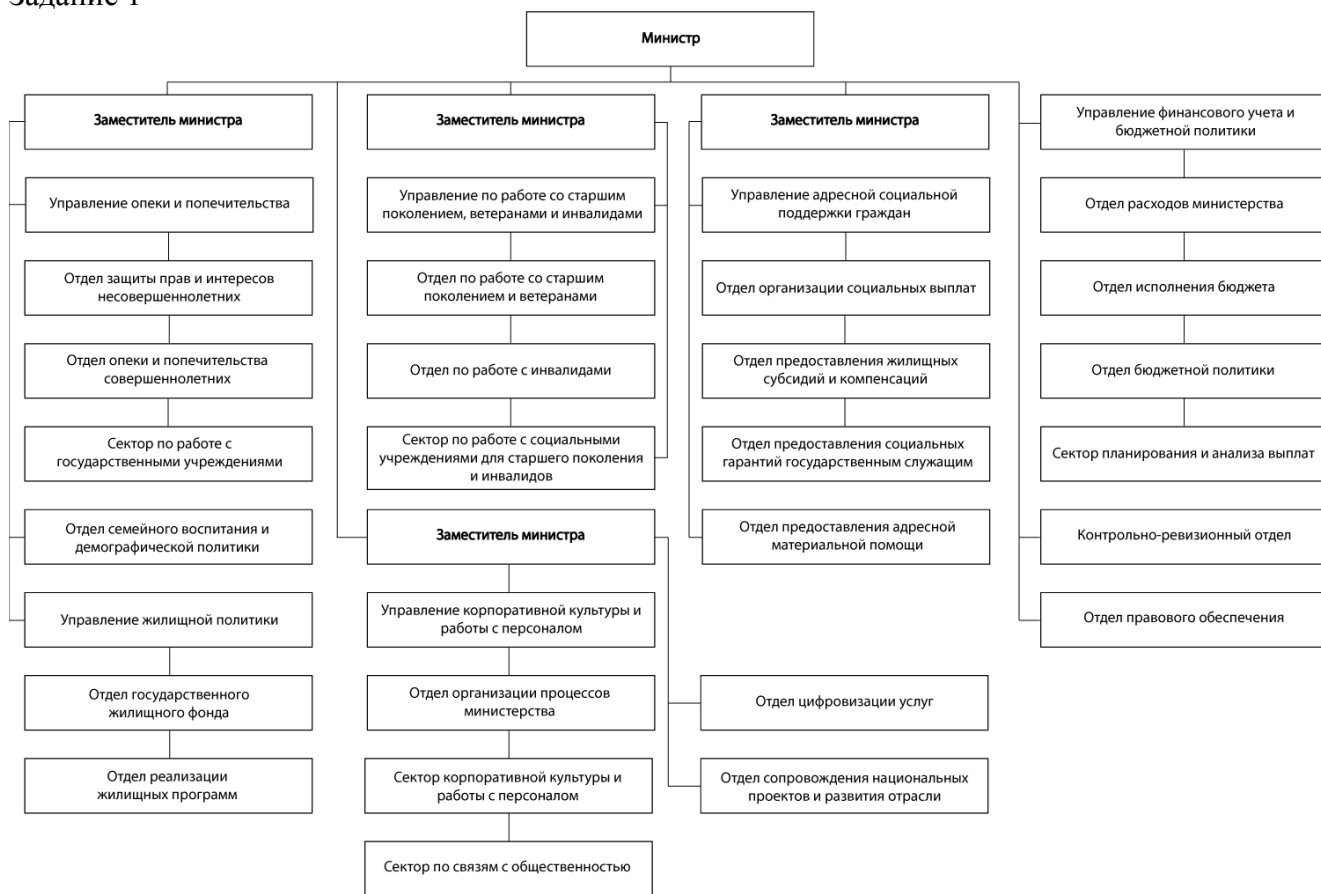 Задание 1
Министр
Заместитель министра
Управление опеки и попечительства
Отдел защиты прав и интересов
несовершеннолетних
Отдел опеки и попечительства
совершеннолетних
Сектор по работе с
государственными учреждениями
Отдел семейного воспитания и
демографической политики
Управление жилищной политики
Отдел государственного
жилищного фонда
Отдел реализации
жилищных программ
Заместитель министра
Управление по работе со старшим
поколением, ветеранами и инвалидами
Отдел по работе со старшим
поколением и ветеранами
Отдел по работе с инвалидами
Сектор по работе с социальными
учреждениями для старшего поколения
и инвалидов
Заместитель министра
Управление корпоративной культуры и
работы с персоналом
Отдел организации процессов
министерства
Сектор корпоративной культуры и
работы с персоналом
Сектор по связям с общественностью
Заместитель министра
Управление адресной социальной
поддержки граждан
Отдел организации социальных выплат
Отдел предоставления жилищных
субсидий и компенсаций
Отдел предоставления социальных
гарантий государственным служащим
Отдел предоставления адресной
материальной помощи
Отдел цифровизации услуг
Отдел сопровождения национальных
проектов и развития отрасли
Управление финансового учета и
бюджетной политики
Отдел расходов министерства
Отдел исполнения бюджета
Отдел бюджетной политики
Сектор планирования и анализа выплат
Контрольно-ревизионный отдел
Отдел правового обеспечения